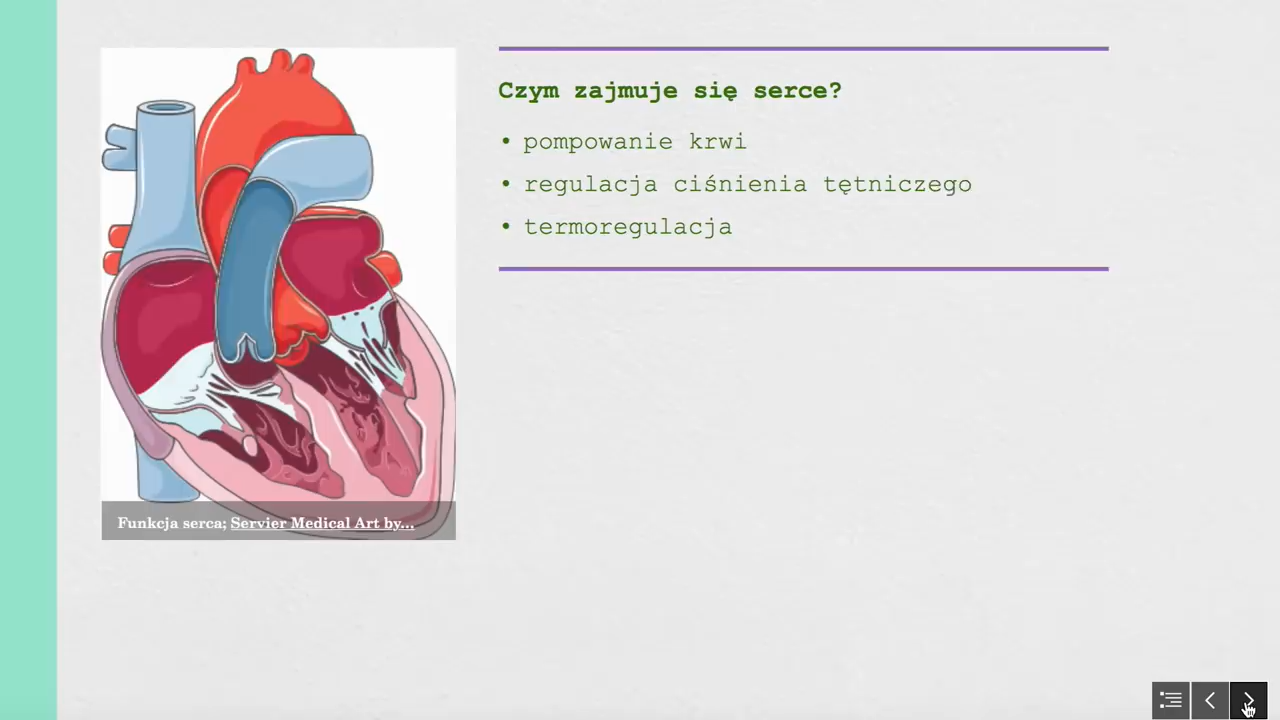 Czym zajmuje się serce?
• pompowanie krwi
• regulacja ciśnienia tętniczego
• termoregulacja
Funkcja serca; Servier Medical Art by...